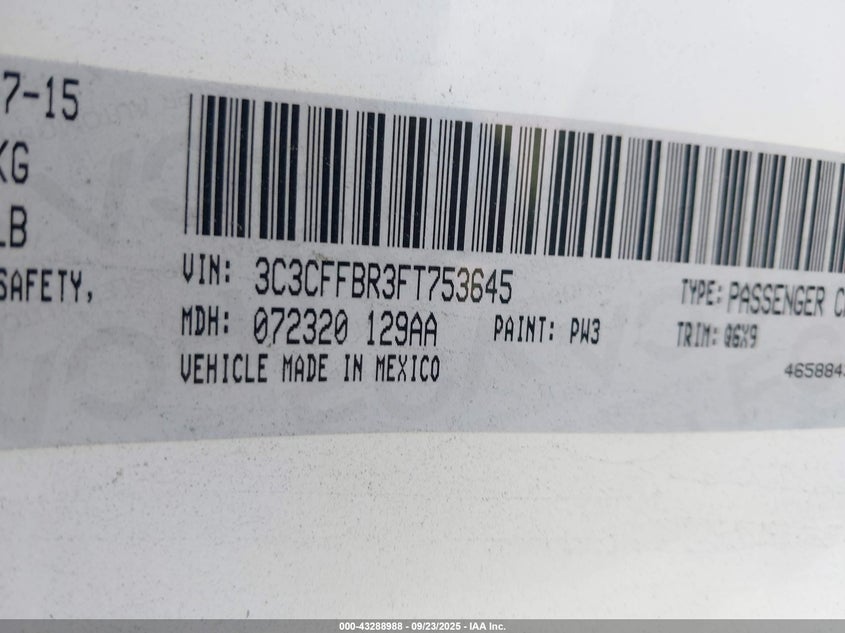 7-15
KG
LB
SAFETY,
VIN: 3C3CFFBR3FT753645
TYPE: PASSENGER
MDH: 072320 129AA
PAINT: PW3
TRIM: Q6X9
VEHICLE MADE IN MEXICO
465884
000-43288988 - 09/23/2025 - IAA Inc.